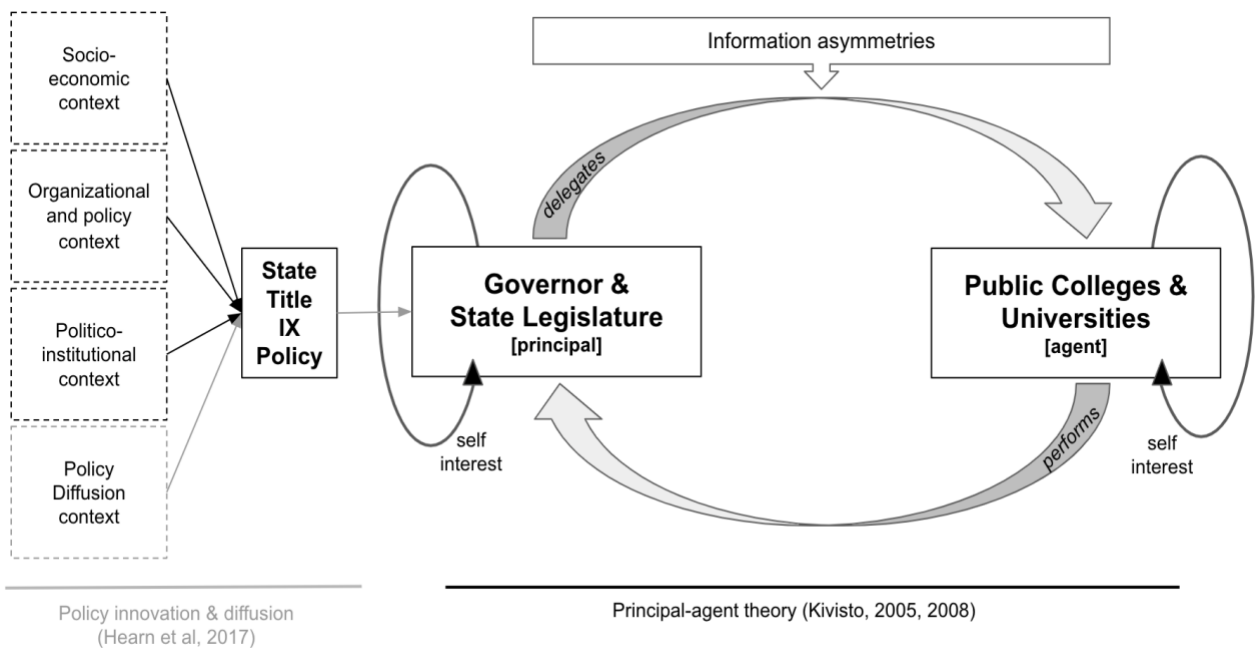 Socio-
economic
context
Organizational
and policy
context
Politico-
institutional
context
Policy
Diffusion
context
State
Title
IX
Policy
Information asymmetries
delegates
Governor &
State Legislature
[principal]
self
interest
Public Colleges &
Universities
[agent]
self
interest
performs
Policy innovation & diffusion
(Hearn et al, 2017)
Principal-agent theory (Kivisto, 2005, 2008)